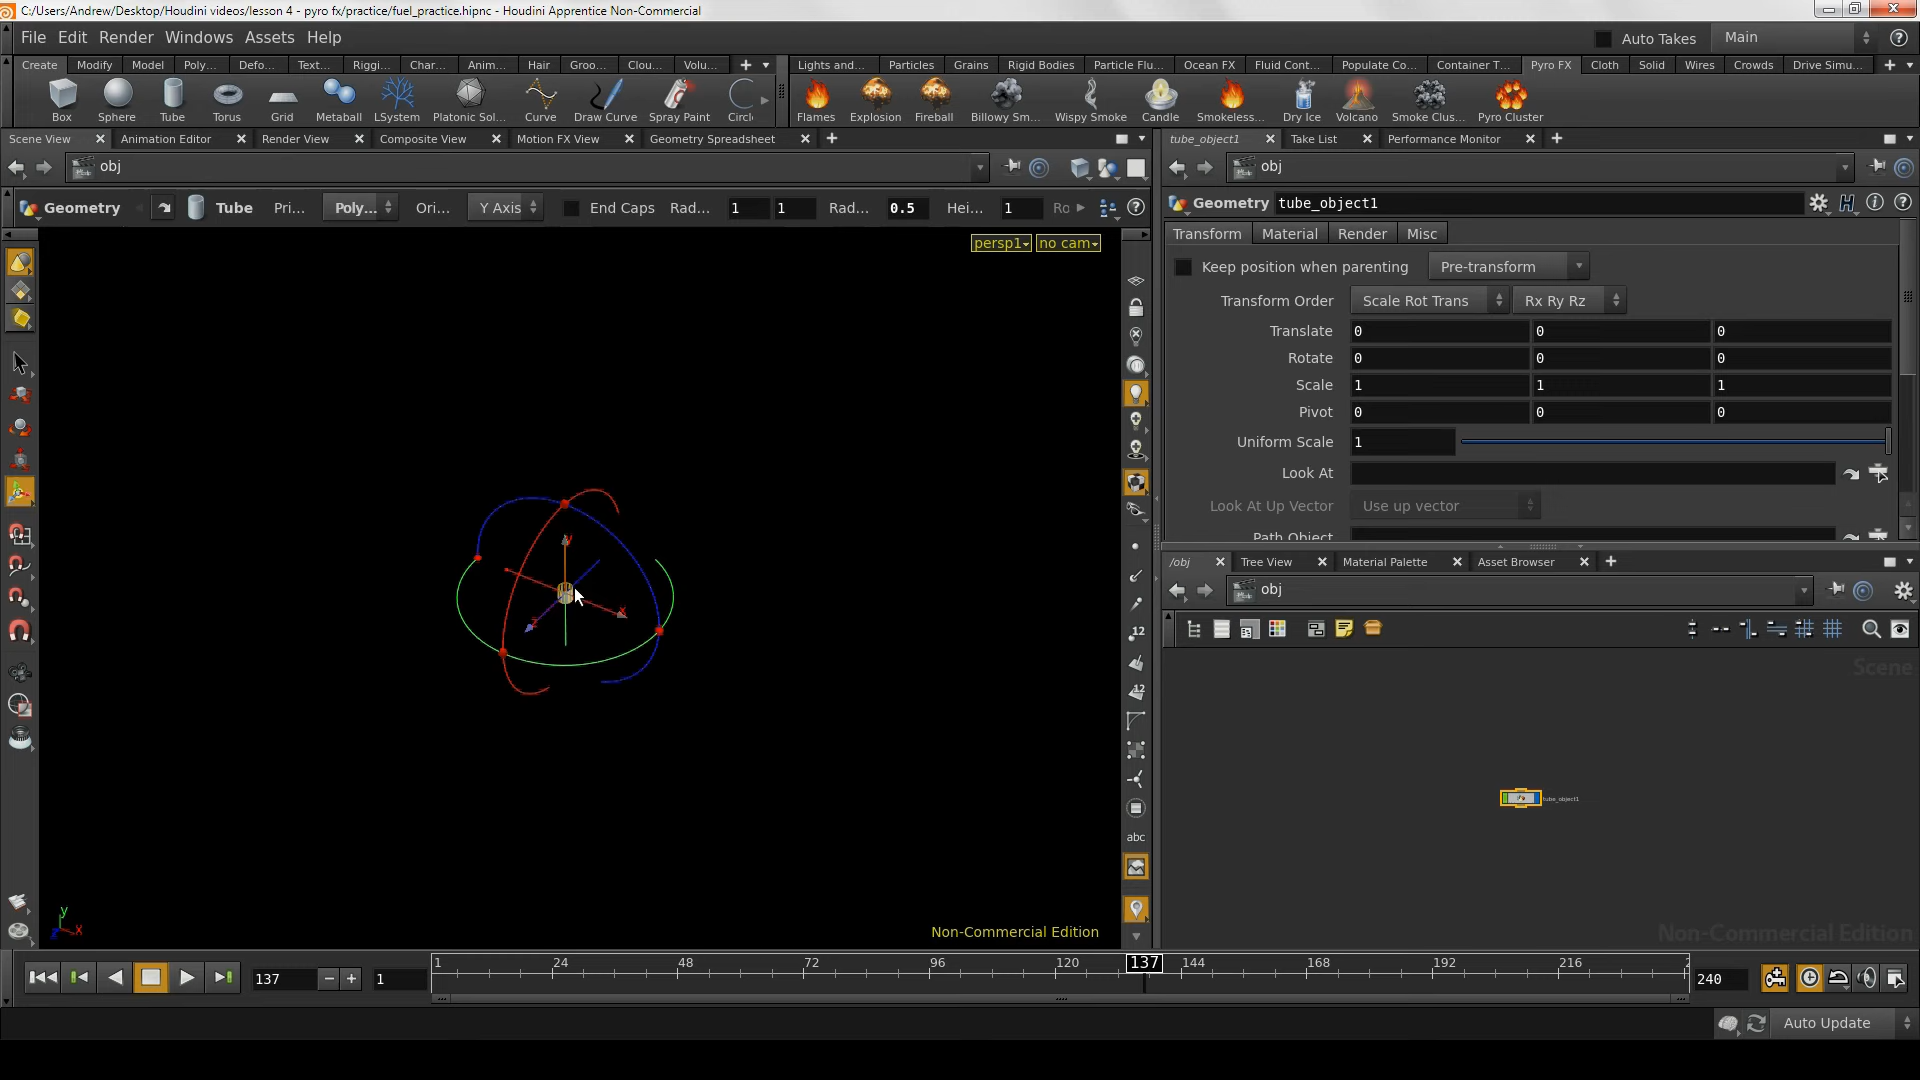 C:/Users/Andrew/Desktop/Houdini videos/lesson 4 - pyro fx/practice/fuel_practice.hipnc - Houdini Apprentice Non-Commercial
File Edit Render Windows Assets Help
Auto Takes Main
Create Modify Model Poly... Defo... Text... Riggi... Char... Anim... Hair Groo... Clou... Volu...
Lights and... Particles Grains Rigid Bodies Particle Flu... Ocean FX Fluid Cont... Populate Co... Container T... Pyro FX Cloth Solid Wires Crowds Drive Simu...
Box Sphere Tube Torus Grid Metaball LSystem Platonic Sol... Curve Draw Curve Spray Paint Circl
Flames Explosion Fireball Billowy Sm... Wispy Smoke Candle Smokeless... Dry Ice Volcano Smoke Clus... Pyro Cluster
Scene View Animation Editor Render View Composite View Motion FX View Geometry Spreadsheet
tube_object1 Take List Performance Monitor
obj
obj
Geometry Tube Pri... Poly... Ori... Y Axis End Caps Rad... 1 1 Rad... 0.5 Hei... 1 Ro
Geometry tube_object1
persp1 no cam
Transform Material Render Misc
Keep position when parenting Pre-transform
Transform Order Scale Rot Trans Rx Ry Rz
Translate 0 0 0
Rotate 0 0 0
Scale 1 1 1
Pivot 0 0 0
Uniform Scale 1
Look At
Look At Up Vector Use up vector
Path Object
/obj Tree View Material Palette Asset Browser
obj
12
12
abc
Scene
tube_object1
y
x
z
y
x
z
Non-Commercial Edition
Non-Commercial Edition
137 1
1 24 48 72 96 120 137 144 168 192 216 2
240
Auto Update